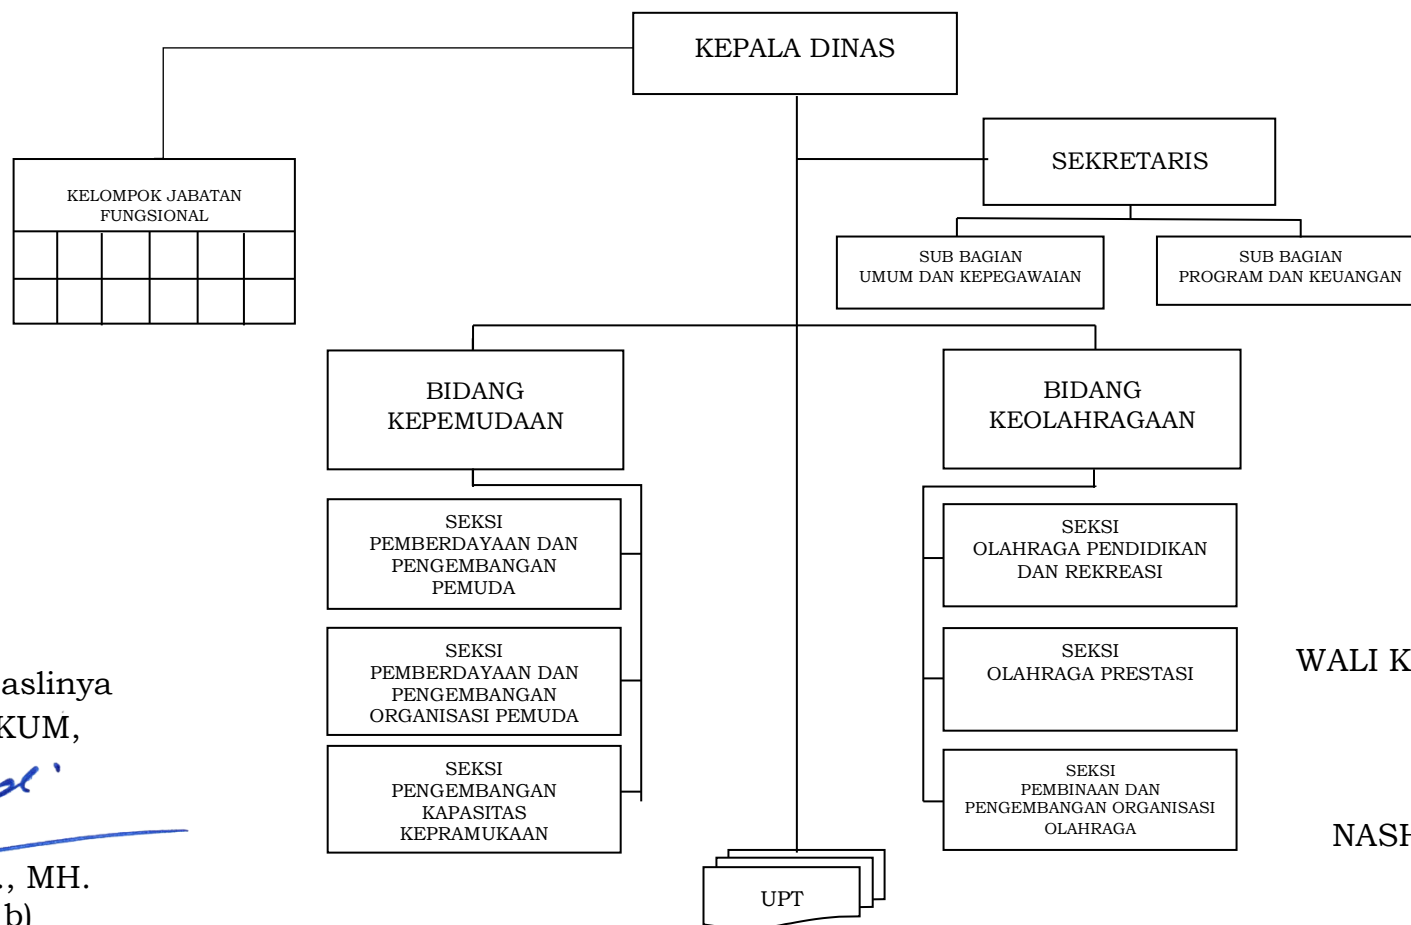 KEPALA DINAS
SEKRETARIS
KELOMPOK JABATAN
FUNGSIONAL
SUB BAGIAN
UMUM DAN KEPEGAWAIAN
SUB BAGIAN
PROGRAM DAN KEUANGAN
BIDANG
KEPEMUDAAN
BIDANG
KEOLAHRAGAAN
SEKSI
PEMBERDAYAAN DAN
PENGEMBANGAN
PEMUDA
SEKSI
OLAHRAGA PENDIDIKAN
DAN REKREASI
SEKSI
PEMBERDAYAAN DAN
PENGEMBANGAN
ORGANISASI PEMUDA
SEKSI
OLAHRAGA PRESTASI
SEKSI
PENGEMBANGAN
KAPASITAS
KEPRAMUKAAN
SEKSI
PEMBINAAN DAN
PENGEMBANGAN ORGANISASI
OLAHRAGA
UPT
aslinya
KUM,
., MH.
b)
WALI K
NASH